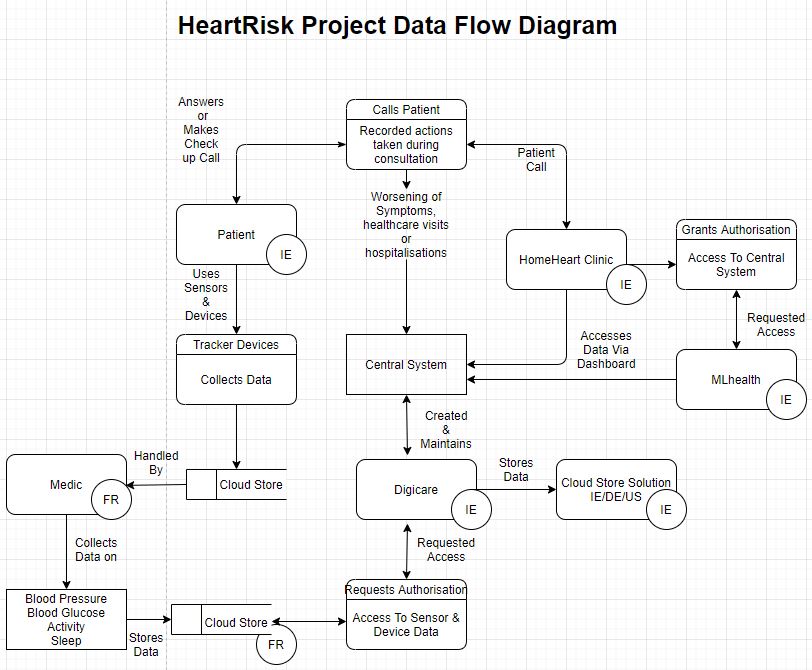 HeartRisk Project Data Flow Diagram
Answers
or
Makes
Check
up Call
Calls Patient
Recorded actions
taken during
consultation
Patient
Call
Worsening of
Symptoms,
healthcare visits
or
hospitalisations
Patient
IE
HomeHeart Clinic
IE
Grants Authorisation
Access To Central
System
Uses
Sensors
&
Devices
Requested
Access
Tracker Devices
Collects Data
Central System
Accesses
Data Via
Dashboard
MLhealth
IE
Created
&
Maintains
Handled
By
Medic
FR
Cloud Store
Digicare
IE
Stores
Data
Cloud Store Solution
IE/DE/US
IE
Collects
Data on
Requested
Access
Blood Pressure
Blood Glucose
Activity
Sleep
Stores
Data
Cloud Store
FR
Requests Authorisation
Access To Sensor &
Device Data